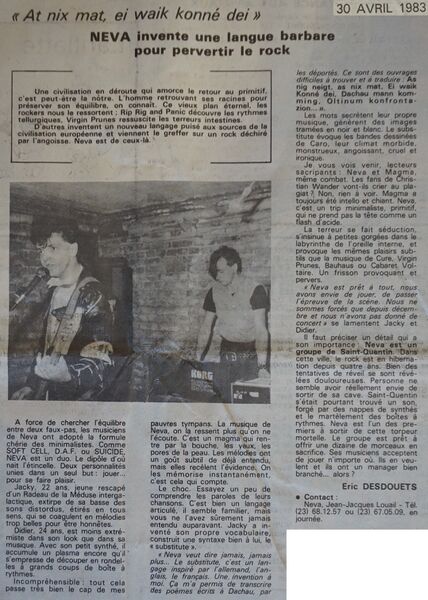 « At nix mat, ei waik konné dei »
30 AVRIL 1983
NEVA invente une langue barbare
pour pervertir le rock
Une civilisation en déroute qui amorce le retour au primitif,
c'est peut-être la nôtre. L'homme retrouvant ses racines pour
préserver son équilibre, on connait. Ce vieux plan éternel, les
rockers nous le ressortent : Rip Rig and Panic découvre les rythmes
telluriques, Virgin Prunes ressuscite les terreurs intestines.
D'autres inventent un nouveau langage puisé aux sources de la
civilisation européenne et viennent le greffer sur un rock déchiré
par l'angoisse. Neva est de ceux-là.
KORG
A force de chercher l'équilibre
entre deux faux-pas, les musiciens
de Neva ont adopté la formule
chérie des minimalistes. Comme
SOFT CELL, D.A.F. ou SUICIDE,
NEVA est un duo. Le dépôle d'où
naît l'étincelle. Deux personnalités
unies dans un seul but : jouer...
pour se faire plaisir.
Jacky, 22 ans, jeune rescapé
d'un Radeau de la Méduse intergalactique,
extirpe de sa basse des
sons distordus, étirés en tous
sens, qui se coagulent en mélodies
trop belles pour être honnêtes.
Didier, 24 ans, est moins extrémiste
dans son look que dans sa
musique. Avec son petit synthé, il
accumule un plasma encore qu'il
s'empresse de découper en rondelles
à grands coups de boîte à
rythmes.
Incompréhensible : tout cela
passe très bien le cap de mes
pauvres tympans. La musique de
Neva, on la ressent plus qu'on ne
l'écoute. C'est un magma qui rentre
par la bouche, les yeux, les
pores de la peau. Les mélodies ont
un goût subtil de déjà entendu,
mais elles recèlent l'évidence. On
les mémorise instantanément,
c'est cela qui compte.
Le choc. Essayez un peu de
comprendre les paroles de leurs
chansons. C'est bien un langage
articulé, il semble familier, mais
vous ne l'avez sûrement jamais
entendu auparavant. Jacky a inventé
son propre vocabulaire,
construit une syntaxe bien à lui, le
« substitute ».
« Neva veut dire jamais, jamais
plus... Le substitute, c'est un langage
inspiré par l'allemand, l'anglais,
le français. Une invention à
moi. Ça m'a permis de transcrire
des poèmes écrits à Dachau, par
les déportés. Ce sont des ouvrages
difficiles à trouver et à traduire : As
nig neigt, as nix mat. Ei waik
Konned dei. Dachau mann komming,
Oltinum konfrontazion...
».
Les mots secrètent leur propre
musique, génèrent des images
tramées en noir et blanc. Le substitute
évoque les bandes dessinées
de Caro, leur climat morbide,
monstrueux, angoissant, cruel et
ironique.
Je vous vois venir, lecteurs
sacripants : Neva et Magma,
même combat. Les fans de Christian
Wander vont-ils crier au plagiat
? Non, rien à voir. Magma a
toujours été intello et chiant. Neva,
c'est un trip minimaliste, primitif,
qui ne prend pas la tête comme un
flash d'acide.
La terreur se fait séduction,
s'insinue à petites gorgées dans le
labyrinthe de l'oreille interne, et
provoque les mêmes plaisirs subtils
que la musique de Cure, Virgin
Prunes, Bauhaus ou Cabaret Voltaire.
Un frisson provoquant et
pervers.
« Neva est prêt à tout, nous
avons envie de jouer, de passer
l'épreuve de la scène. Nous ne
sommes forcés que depuis décembre
et nous n'avons pas donné de
concert » se lamentent Jacky et
Didier.
Il faut préciser un détail qui a
son importance : Neva est un
groupe de Saint-Quentin. Dans
cette ville, le rock est en hibernation
depuis quatre ans. Bien des
tentatives de réveil se sont révélées
douloureuses. Personne ne
semble avoir réellement envie de
sortir de sa cave. Saint-Quentin
s'était pourtant trouvé un son,
forgé par des nappes de synthés
et le martèlement des boîtes à
rythmes. Neva est l'un des premiers
à sortir de cette torpeur
mortelle. Le groupe est prêt à
offrir une dizaine de morceaux en
sacrifice. Ses musiciens acceptent
de jouer n'importe où. Ils en veulent
et ils ont un manager bien
branché... alors ?
Eric DESDOUETS
● Contact :
Neva, Jean-Jacques Louail - Tél.
(23) 68.12.57 ou (23) 67.05.09, en
journée.